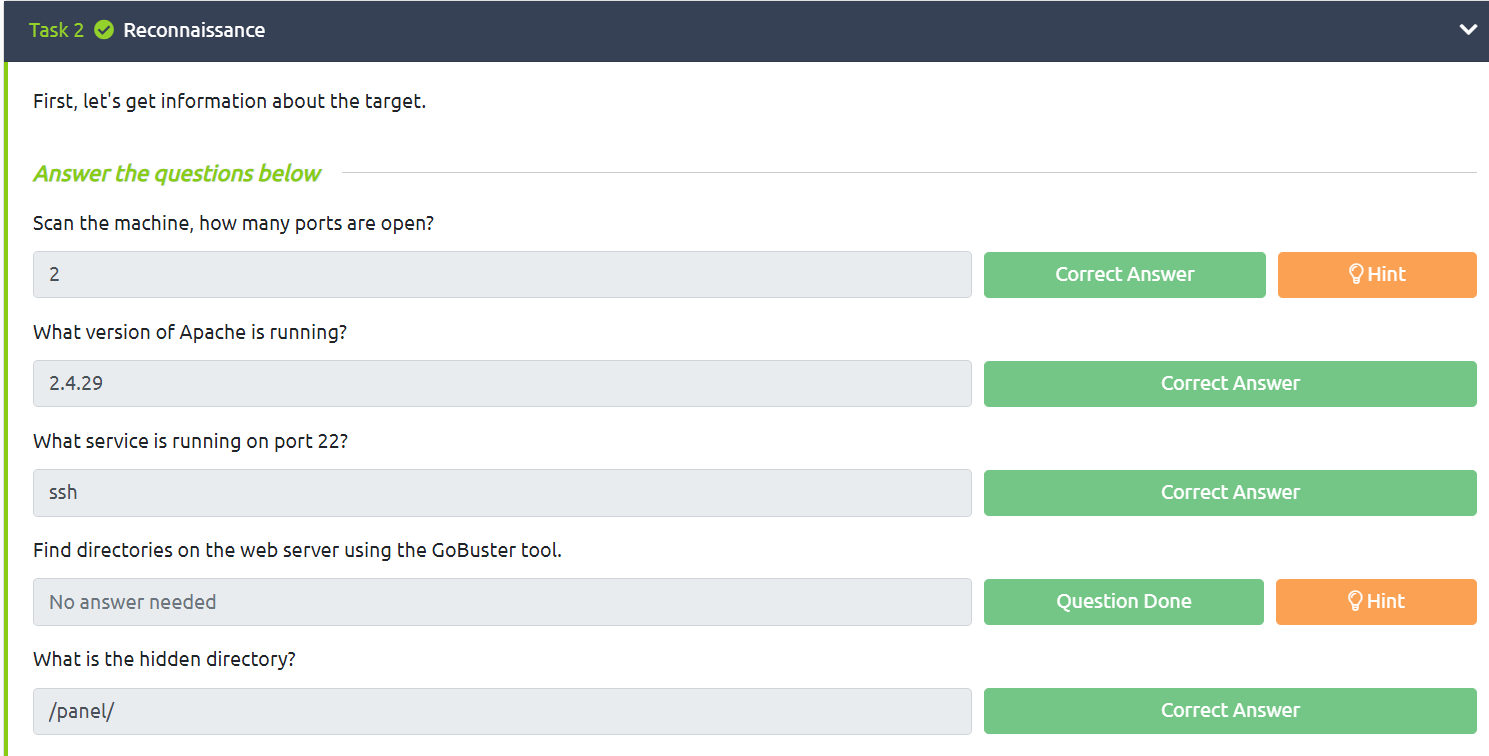 Task 2 Reconnaissance
First, let's get information about the target.
Answer the questions below
Scan the machine, how many ports are open?
2 Correct Answer Hint
What version of Apache is running?
2.4.29 Correct Answer
What service is running on port 22?
ssh Correct Answer
Find directories on the web server using the GoBuster tool.
No answer needed Question Done Hint
What is the hidden directory?
/panel/ Correct Answer